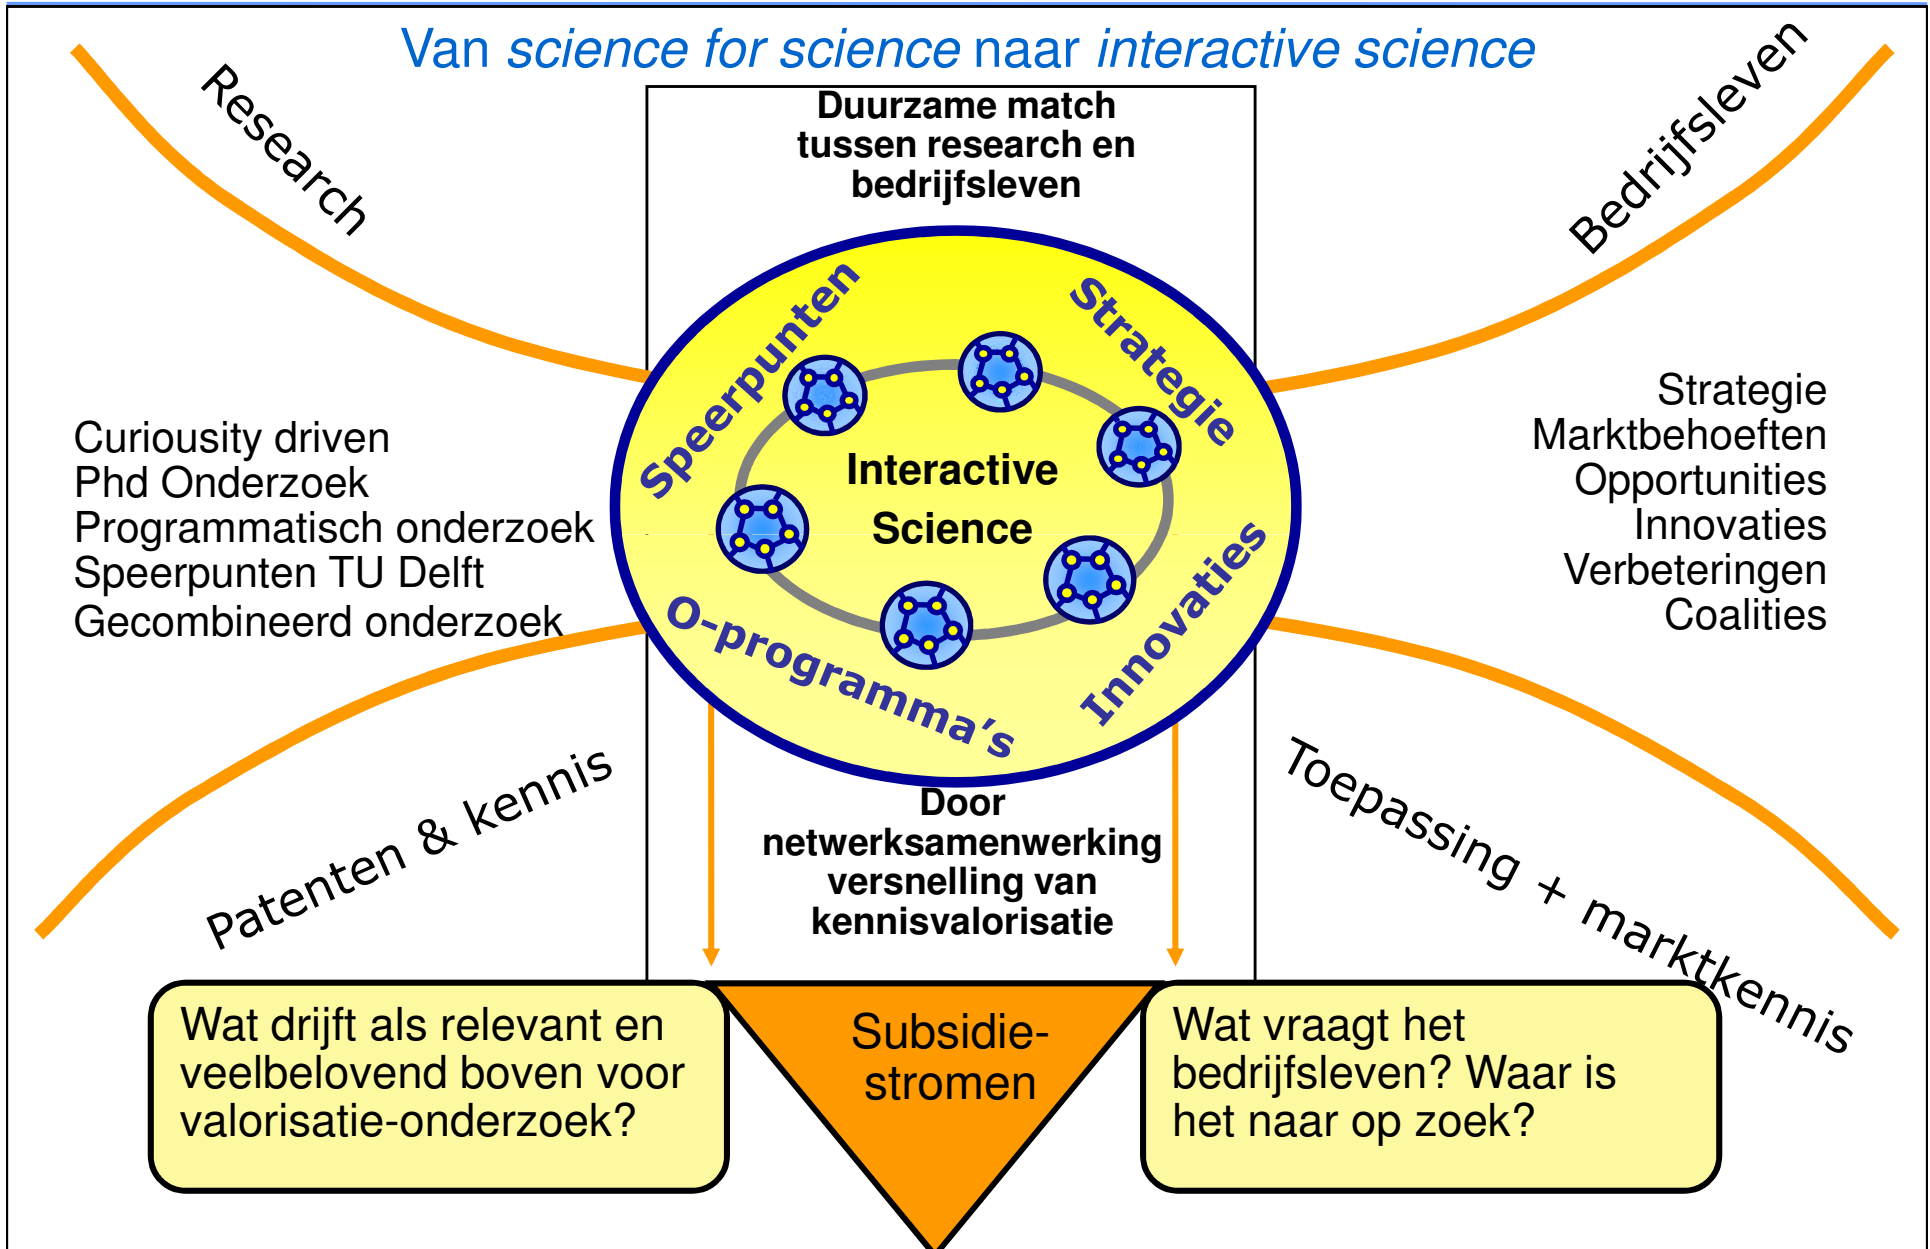 Van science for science naar interactive science
Research
Duurzame match
tussen research en
bedrijfsleven
Bedrijfsleven
Curiousity driven
Phd Onderzoek
Programmatisch onderzoek
Speerpunten TU Delft
Gecombineerd onderzoek
Speerpunten
Strategie
Interactive
Science
O-programma's
Innovaties
Strategie
Marktbehoeften
Opportunities
Innovaties
Verbeteringen
Coalities
Patenten & kennis
Door
netwerksamenwerking
versnelling van
kennisvalorisatie
Toepassing + marktkennis
Wat drijft als relevant en
veelbelovend boven voor
valorisatie-onderzoek?
Subsidie-
stromen
Wat vraagt het
bedrijfsleven? Waar is
het naar op zoek?